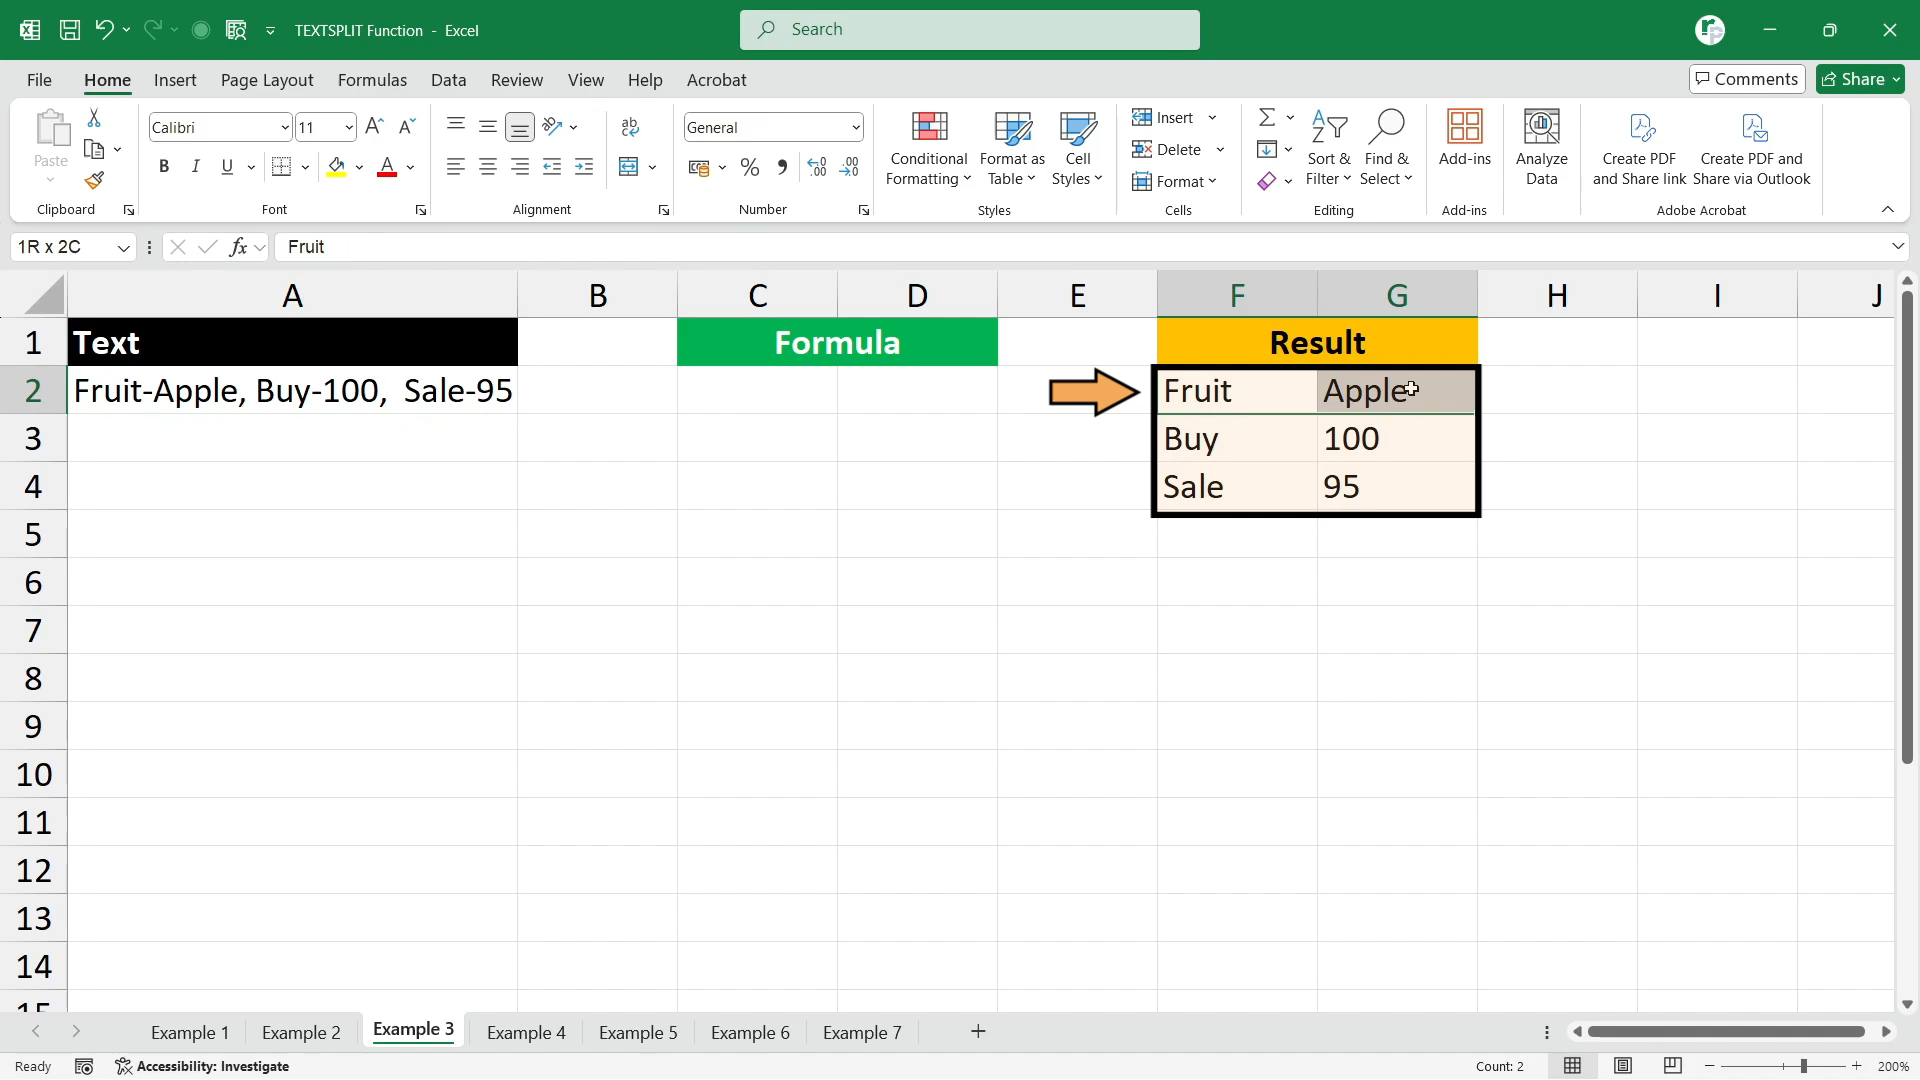 TEXTSPLIT Function - Excel
Search
File Home Insert Page Layout Formulas Data Review View Help Acrobat
Comments Share
Paste
Clipboard
Calibri 11
B I U
Font
ab
Alignment
General
% 
Number
Conditional Formatting
Format as Table
Cell Styles
Styles
Insert
Delete
Format
Cells
Sort & Filter
Find & Select
Editing
Add-ins
Add-ins
Analyze Data
Create PDF and Share link
Create PDF and Share via Outlook
Adobe Acrobat
1R x 2C fx Fruit
A B C D E F G H I J
1 Text Formula Result
2 Fruit-Apple, Buy-100,  Sale-95 Fruit Apple
3 Buy 100
4 Sale 95
5
6
7
8
9
10
11
12
13
14
15
Example 1 Example 2 Example 3 Example 4 Example 5 Example 6 Example 7 +
Ready Accessibility: Investigate Count: 2 200%